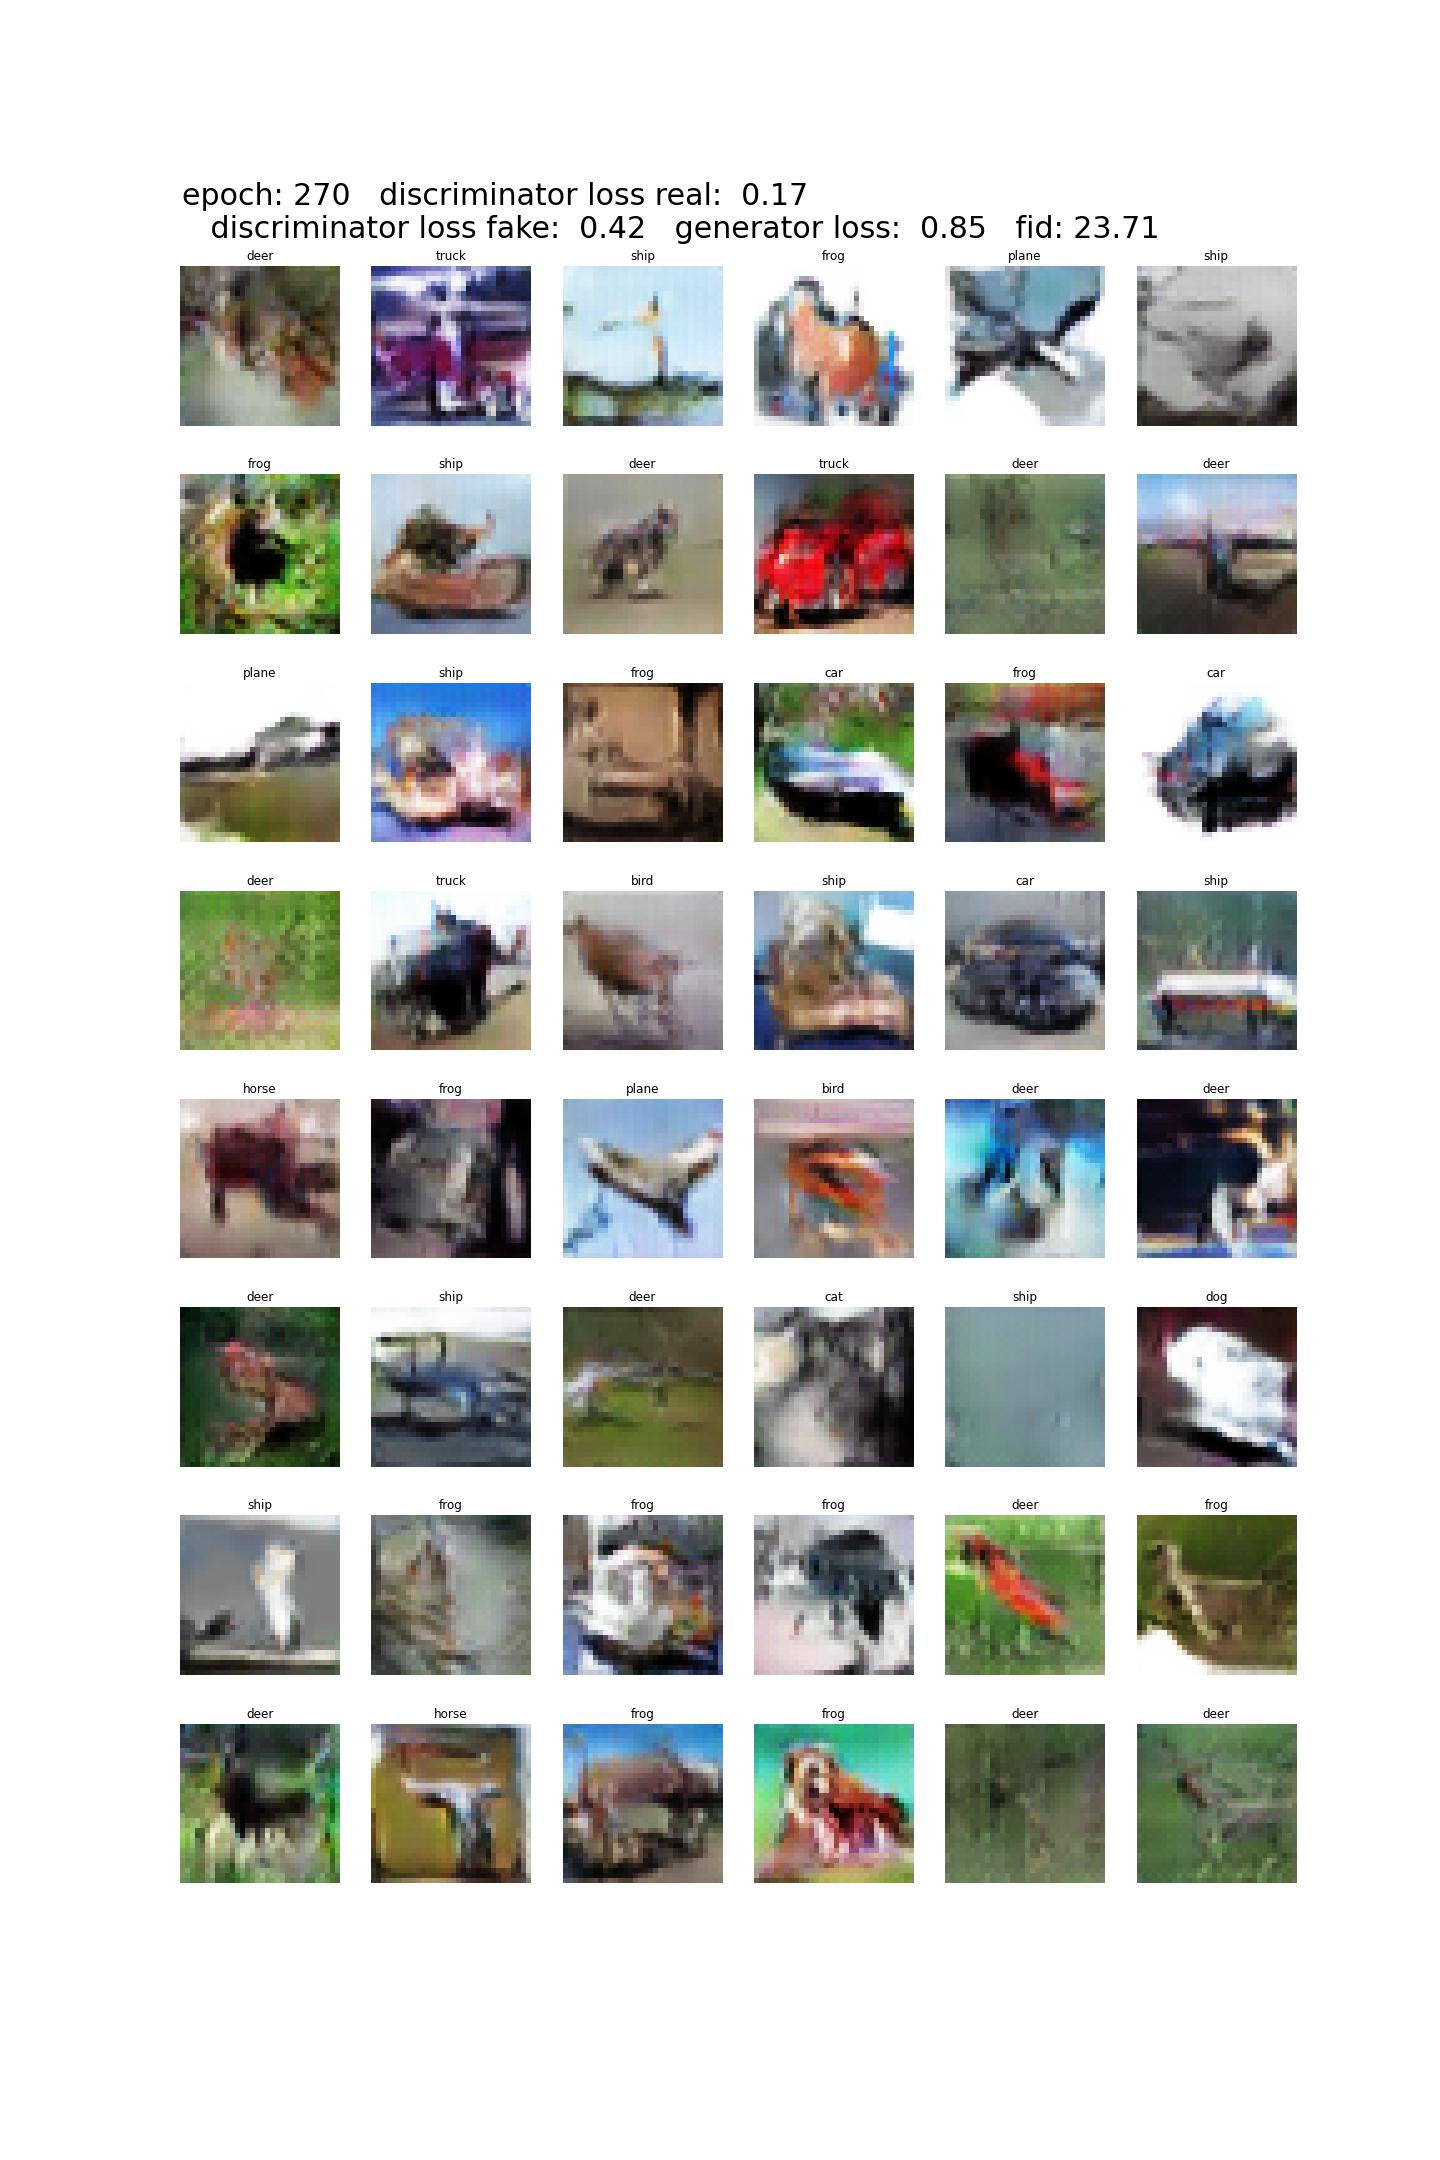 epoch: 270 discriminator loss real: 0.17
discriminator loss fake: 0.42 generator loss: 0.85 fid: 23.71
deer truck ship frog plane ship
frog ship deer truck deer deer
plane ship frog car frog car
deer truck bird ship car ship
horse frog plane bird deer deer
deer ship deer cat ship dog
ship frog frog frog deer frog
deer horse frog frog deer deer